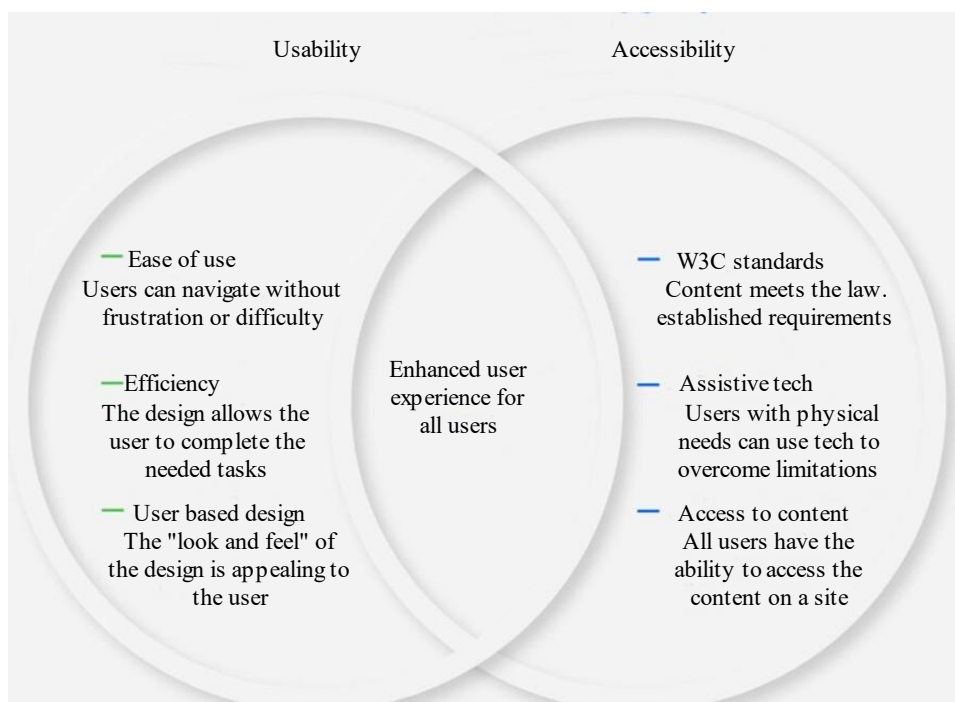 Usability
Accessibility
Ease of use
Users can navigate without
frustration or difficulty
Efficiency
The design allows the
user to complete the
needed tasks
User based design
The "look and feel" of
the design is appealing to
the user
Enhanced user
experience for
all users
W3C standards
Content meets the law.
established requirements
Assistive tech
Users with physical
needs can use tech to
overcome limitations
Access to content
All users have the
ability to access the
content on a site